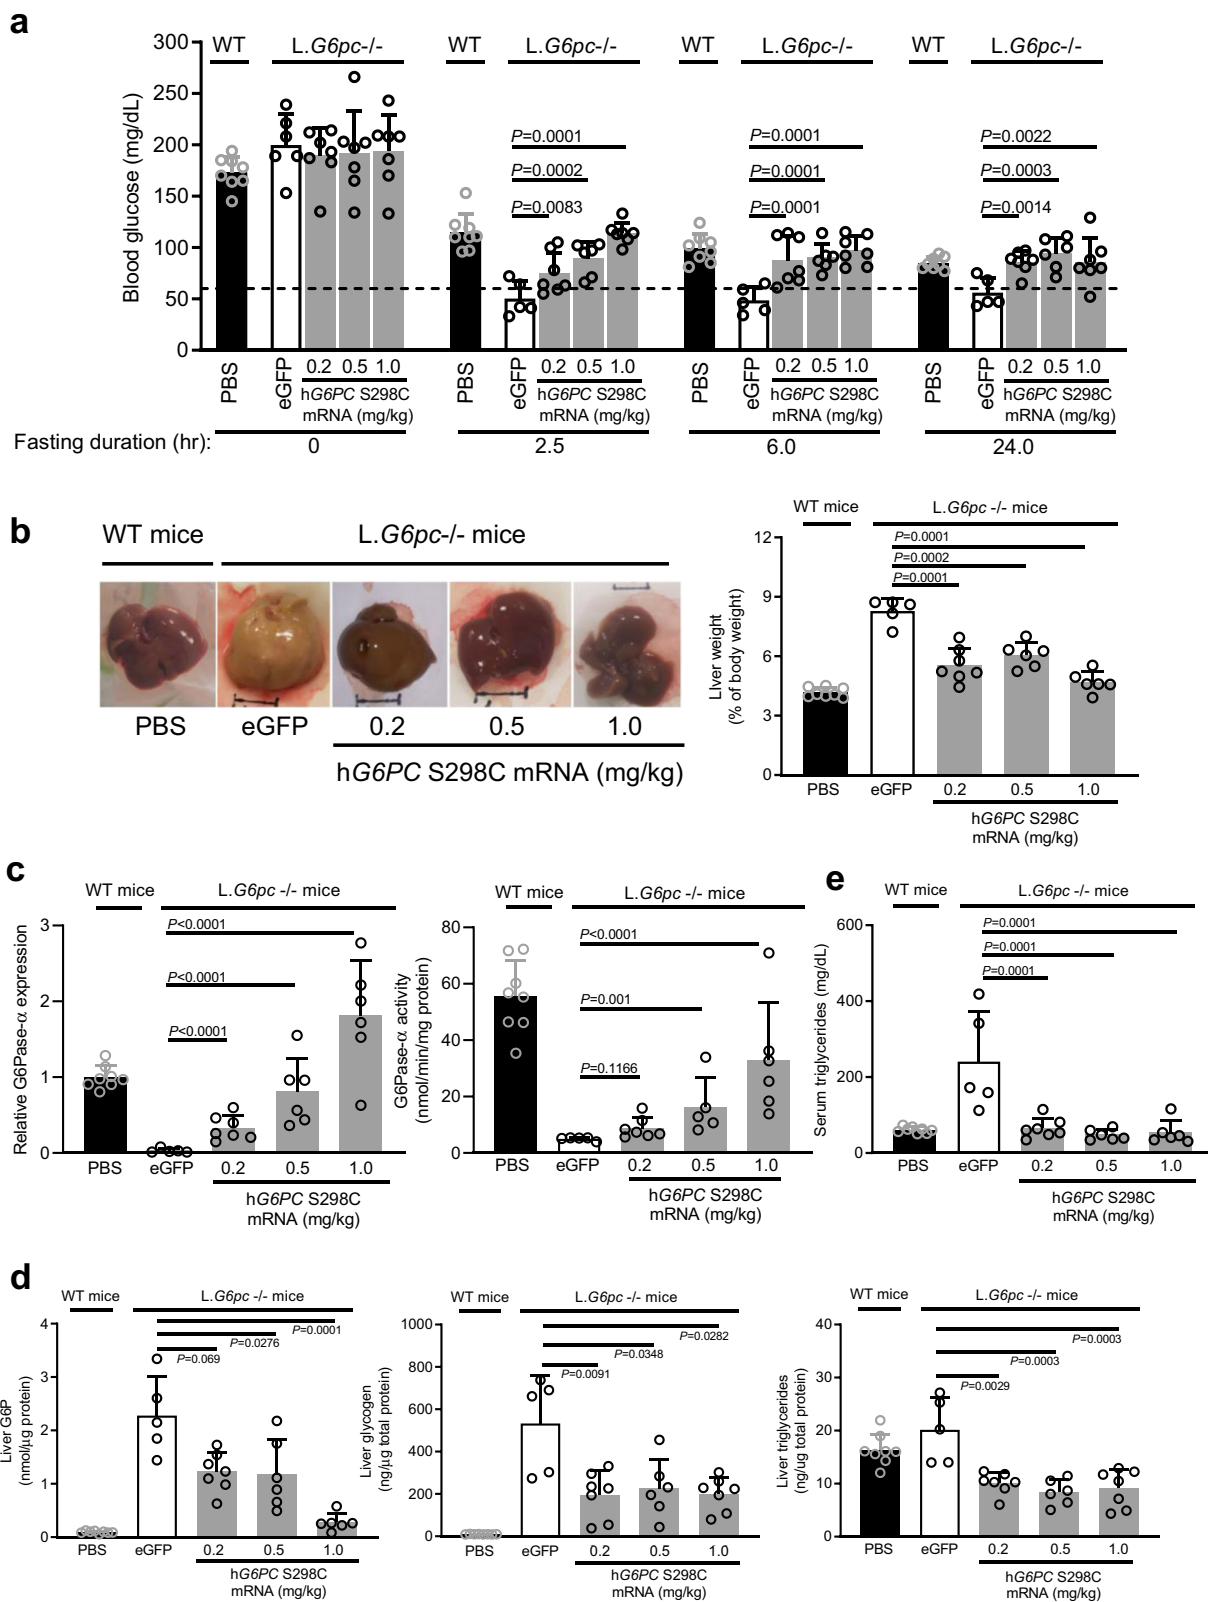 a
WT L.G6pc-/- WT L.G6pc-/- WT L.G6pc-/- WT L.G6pc-/-
Blood glucose (mg/dL)
300
250
200
150
100
50
0
P=0.0001 P=0.0001 P=0.0022
P=0.0002 P=0.0001 P=0.0003
P=0.0083 P=0.0001 P=0.0014
PBS eGFP 0.2 0.5 1.0 PBS eGFP 0.2 0.5 1.0 PBS eGFP 0.2 0.5 1.0 PBS eGFP 0.2 0.5 1.0
hG6PC S298C hG6PC S298C hG6PC S298C hG6PC S298C
mRNA (mg/kg) mRNA (mg/kg) mRNA (mg/kg) mRNA (mg/kg)
Fasting duration (hr): 0 2.5 6.0 24.0
b
WT mice L.G6pc-/- mice
PBS eGFP 0.2 0.5 1.0
hG6PC S298C mRNA (mg/kg)
WT mice L.G6pc -/- mice
LIver weight
(% of body weight)
12
9
6
3
0
P=0.0001
P=0.0002
P=0.0001
PBS eGFP 0.2 0.5 1.0
hG6PC S298C
mRNA (mg/kg)
c
WT mice L.G6pc -/- mice
Relative G6Pase-α expression
3
2
1
0
P<0.0001
P<0.0001
P<0.0001
PBS eGFP 0.2 0.5 1.0
hG6PC S298C
mRNA (mg/kg)
WT mice L.G6pc -/- mice
G6Pase-α activity
(nmol/min/mg protein)
80
60
40
20
0
P<0.0001
P=0.001
P=0.1166
PBS eGFP 0.2 0.5 1.0
hG6PC S298C
mRNA (mg/kg)
e
WT mice L.G6pc -/- mice
Serum triglycerides (mg/dL)
600
400
200
0
P=0.0001
P=0.0001
P=0.0001
PBS eGFP 0.2 0.5 1.0
hG6PC S298C
mRNA (mg/kg)
d
WT mice L.G6pc -/- mice
Liver G6P
(nmol/µg protein)
4
3
2
1
0
P=0.0001
P=0.0276
P=0.069
PBS eGFP 0.2 0.5 1.0
hG6PC S298C
mRNA (mg/kg)
WT mice L.G6pc -/- mice
Liver glycogen
(ng/µg total protein)
1000
800
600
400
200
0
P=0.0282
P=0.0348
P=0.0091
PBS eGFP 0.2 0.5 1.0
hG6PC S298C
mRNA (mg/kg)
WT mice L.G6pc -/- mice
Liver triglycerides
(ng/ug total protein)
40
30
20
10
0
P=0.0003
P=0.0003
P=0.0029
PBS eGFP 0.2 0.5 1.0
hG6PC S298C
mRNA (mg/kg)